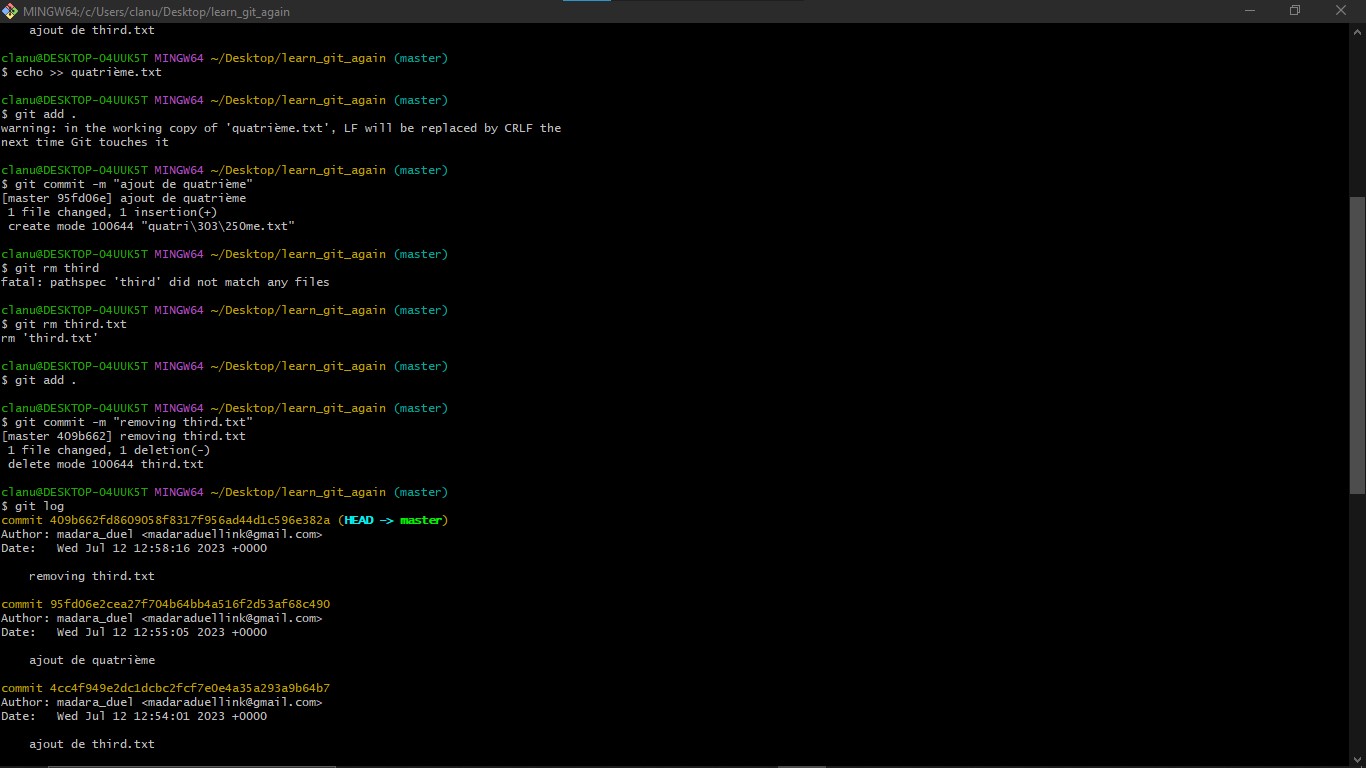 MINGW64:/c/Users/clanu/Desktop/learn_git_again
    ajout de third.txt
clanu@DESKTOP-O4UUK5T MINGW64 ~/Desktop/learn_git_again (master)
$ echo >> quatrième.txt
clanu@DESKTOP-O4UUK5T MINGW64 ~/Desktop/learn_git_again (master)
$ git add .
warning: in the working copy of 'quatrième.txt', LF will be replaced by CRLF the
next time Git touches it
clanu@DESKTOP-O4UUK5T MINGW64 ~/Desktop/learn_git_again (master)
$ git commit -m "ajout de quatrième"
[master 95fd06e] ajout de quatrième
 1 file changed, 1 insertion(+)
 create mode 100644 "quatri\303\250me.txt"
clanu@DESKTOP-O4UUK5T MINGW64 ~/Desktop/learn_git_again (master)
$ git rm third
fatal: pathspec 'third' did not match any files
clanu@DESKTOP-O4UUK5T MINGW64 ~/Desktop/learn_git_again (master)
$ git rm third.txt
rm 'third.txt'
clanu@DESKTOP-O4UUK5T MINGW64 ~/Desktop/learn_git_again (master)
$ git add .
clanu@DESKTOP-O4UUK5T MINGW64 ~/Desktop/learn_git_again (master)
$ git commit -m "removing third.txt"
[master 409b662] removing third.txt
 1 file changed, 1 deletion(-)
 delete mode 100644 third.txt
clanu@DESKTOP-O4UUK5T MINGW64 ~/Desktop/learn_git_again (master)
$ git log
commit 409b662fd8609058f8317f956ad44d1c596e382a (HEAD -> master)
Author: madara_duel <madaraduellink@gmail.com>
Date:   Wed Jul 12 12:58:16 2023 +0000
    removing third.txt
commit 95fd06e2cea27f704b64bb4a516f2d53af68c490
Author: madara_duel <madaraduellink@gmail.com>
Date:   Wed Jul 12 12:55:05 2023 +0000
    ajout de quatrième
commit 4cc4f949e2dc1dcbc2fcf7e0e4a35a293a9b64b7
Author: madara_duel <madaraduellink@gmail.com>
Date:   Wed Jul 12 12:54:01 2023 +0000
    ajout de third.txt